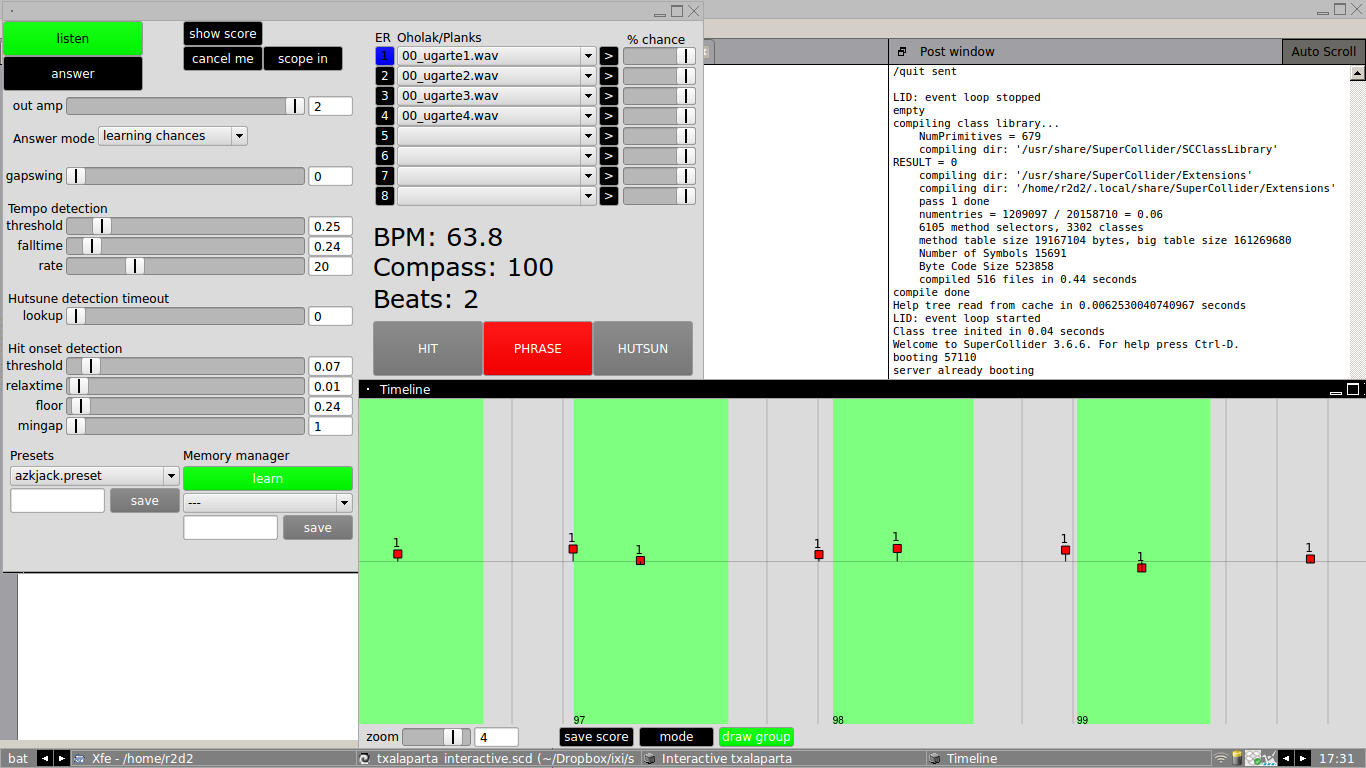 listen
answer
show score
cancel me
scope in
out amp 2
Answer mode learning chances
gapswing 0
Tempo detection
threshold 0.25
falltime 0.24
rate 20
Hutsune detection timeout
lookup 0
Hit onset detection
threshold 0.07
relaxtime 0.01
floor 0.24
mingap 1
Presets
azkjack.preset
save
Memory manager
learn
---
save
ER Oholak/Planks % chance
1 00_ugarte1.wav >
2 00_ugarte2.wav >
3 00_ugarte3.wav >
4 00_ugarte4.wav >
5 >
6 >
7 >
8 >
BPM: 63.8
Compass: 100
Beats: 2
HIT
PHRASE
HUTSUN
Post window
Auto Scroll
/quit sent
LID: event loop stopped
empty
compiling class library...
NumPrimitives = 679
compiling dir: '/usr/share/SuperCollider/SCClassLibrary'
RESULT = 0
compiling dir: '/usr/share/SuperCollider/Extensions'
compiling dir: '/home/r2d2/.local/share/SuperCollider/Extensions'
pass 1 done
numentries = 1209097 / 20158710 = 0.06
6105 method selectors, 3302 classes
method table size 19167104 bytes, big table size 161269680
Number of Symbols 15691
Byte Code Size 523858
compiled 516 files in 0.44 seconds
compile done
Help tree read from cache in 0.0062530040740967 seconds
LID: event loop started
Class tree inited in 0.04 seconds
Welcome to SuperCollider 3.6.6. For help press Ctrl-D.
booting 57110
server already booting
Timeline
1 1 1 1 1 1 1 1
97 98 99
zoom 4
save score
mode
draw group
bat
Xfe - /home/r2d2
txalaparta_interactive.scd (~/Dropbox/ixi/s
Interactive txalaparta
Timeline
17:31